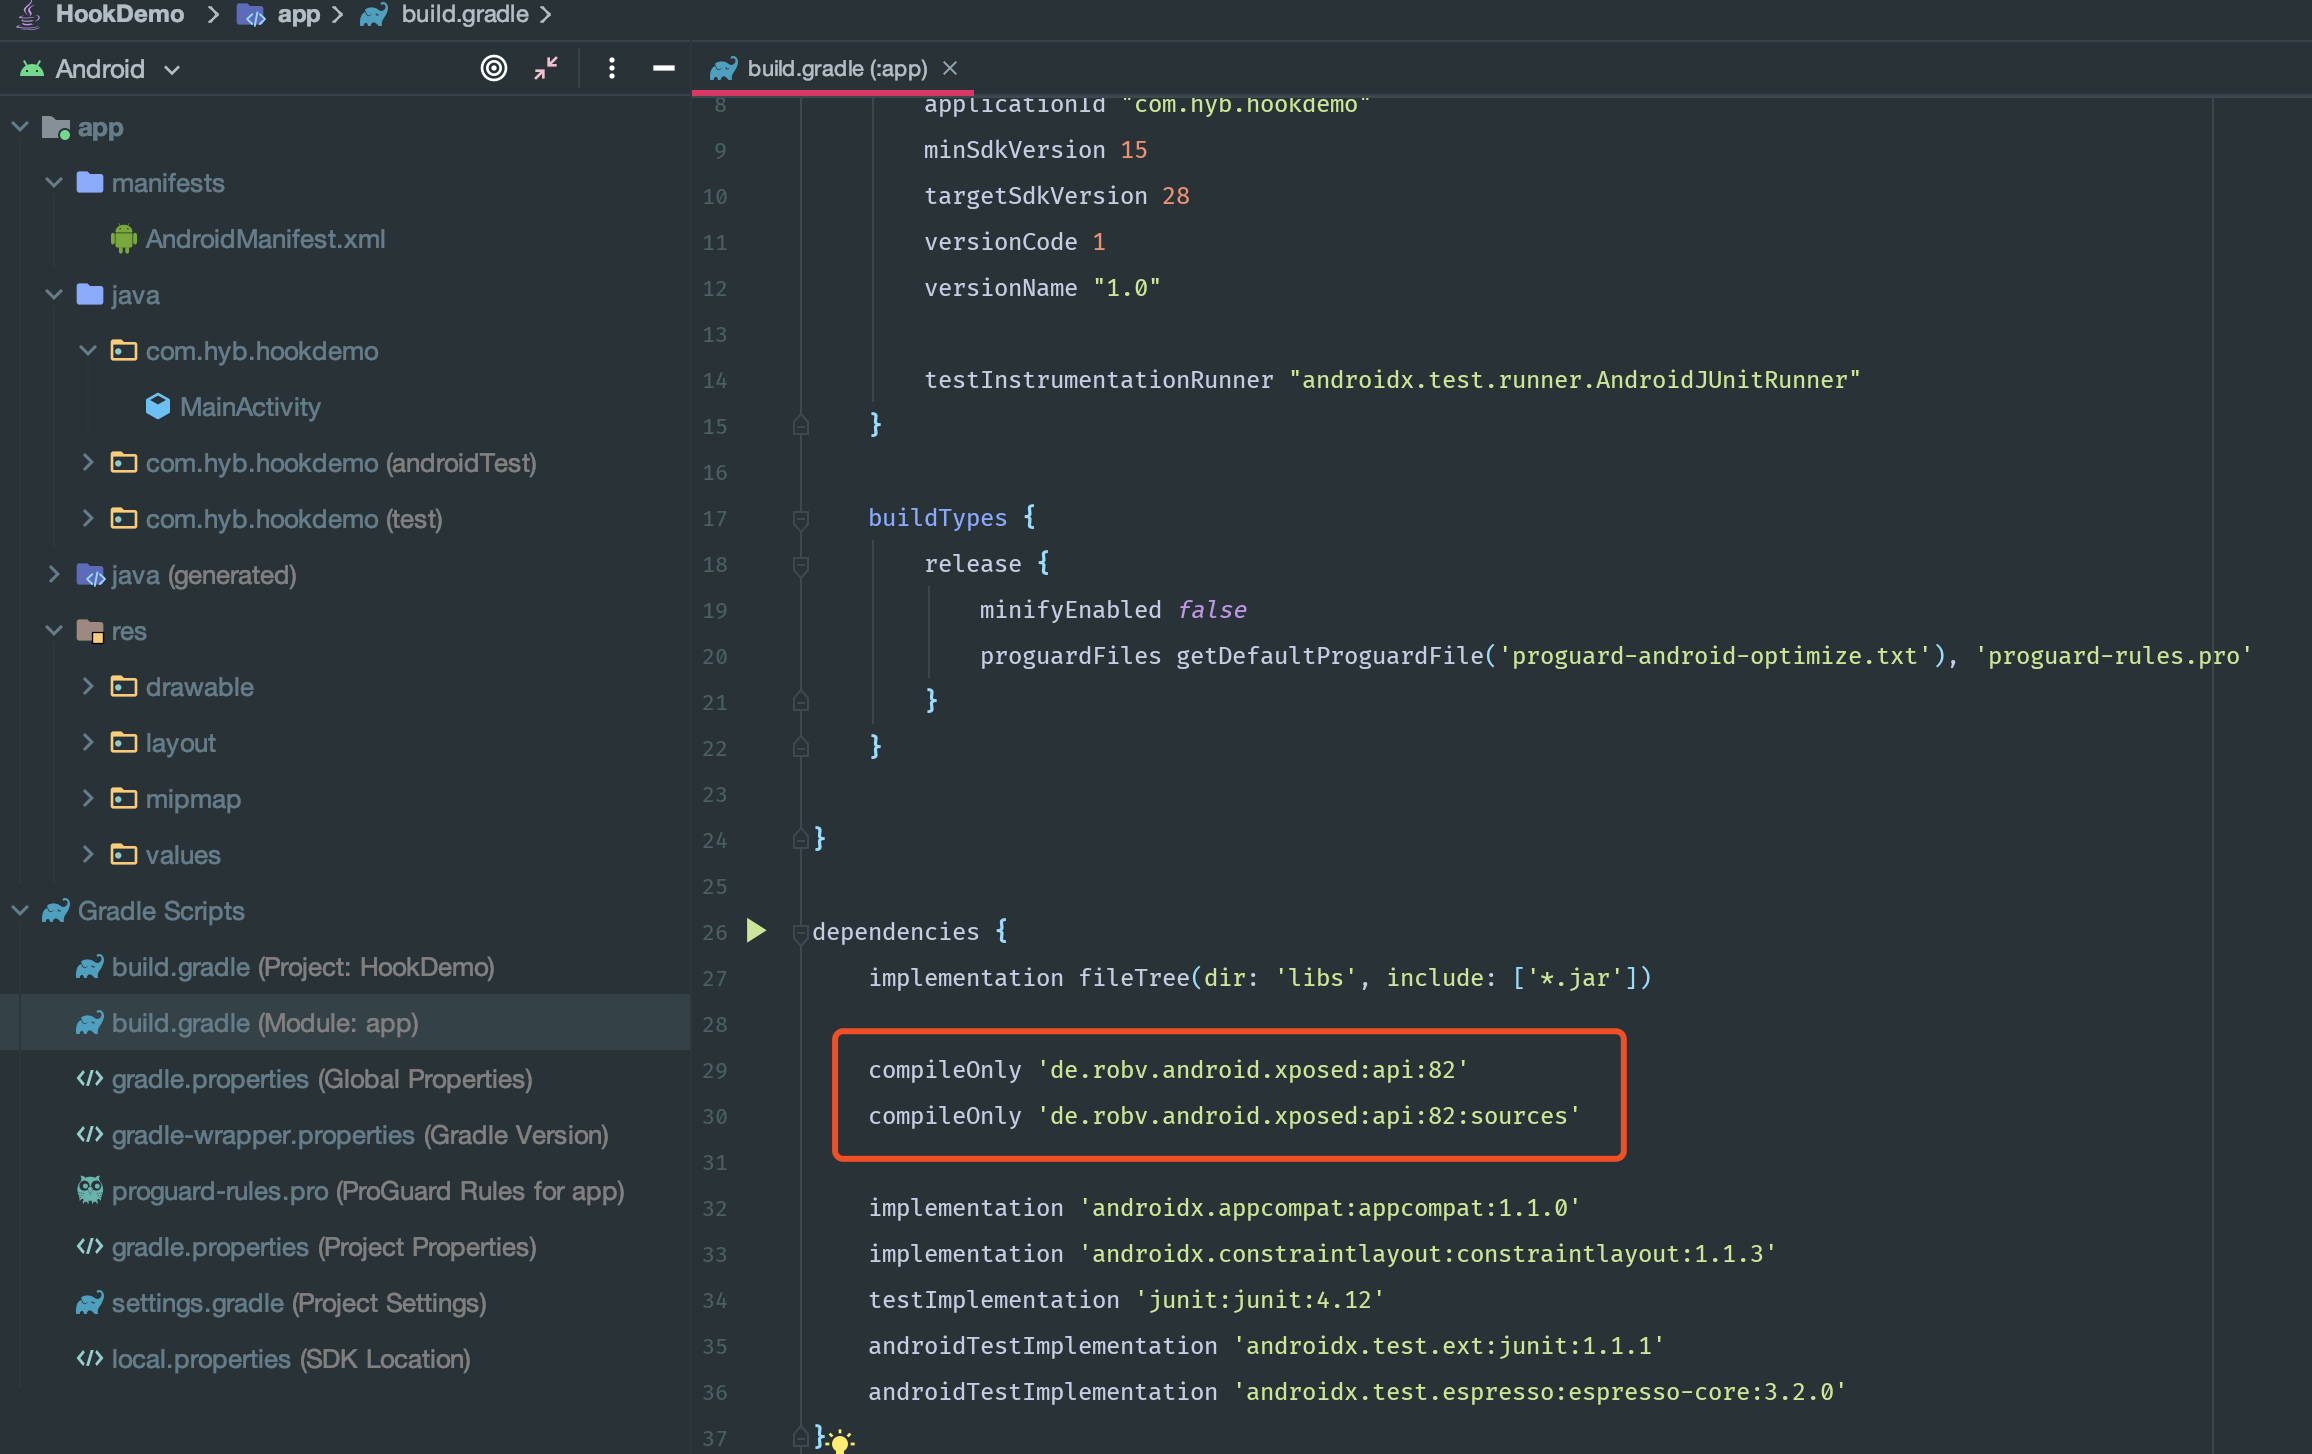 HookDemo > app > build.gradle >
Android
build.gradle (:app)
app
manifests
AndroidManifest.xml
java
com.hyb.hookdemo
MainActivity
com.hyb.hookdemo (androidTest)
com.hyb.hookdemo (test)
java (generated)
res
drawable
layout
mipmap
values
Gradle Scripts
build.gradle (Project: HookDemo)
build.gradle (Module: app)
gradle.properties (Global Properties)
gradle-wrapper.properties (Gradle Version)
proguard-rules.pro (ProGuard Rules for app)
gradle.properties (Project Properties)
settings.gradle (Project Settings)
local.properties (SDK Location)
8 applicationId "com.hyb.hookdemo"
9 minSdkVersion 15
10 targetSdkVersion 28
11 versionCode 1
12 versionName "1.0"
13
14 testInstrumentationRunner "androidx.test.runner.AndroidJUnitRunner"
15 }
16
17 buildTypes {
18 release {
19 minifyEnabled false
20 proguardFiles getDefaultProguardFile('proguard-android-optimize.txt'), 'proguard-rules.pro'
21 }
22 }
23
24 }
25
26 dependencies {
27 implementation fileTree(dir: 'libs', include: ['*.jar'])
28
29 compileOnly 'de.robv.android.xposed:api:82'
30 compileOnly 'de.robv.android.xposed:api:82:sources'
31
32 implementation 'androidx.appcompat:appcompat:1.1.0'
33 implementation 'androidx.constraintlayout:constraintlayout:1.1.3'
34 testImplementation 'junit:junit:4.12'
35 androidTestImplementation 'androidx.test.ext:junit:1.1.1'
36 androidTestImplementation 'androidx.test.espresso:espresso-core:3.2.0'
37 }